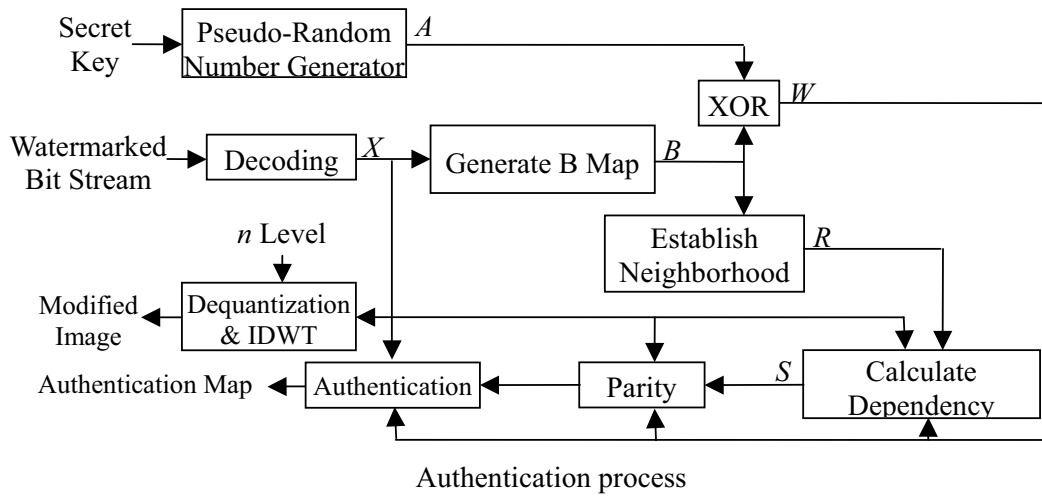 Secret
Key
Pseudo-Random
Number Generator
A
XOR
W
Watermarked
Bit Stream
Decoding
X
Generate B Map
B
n Level
Establish
Neighborhood
R
Modified
Image
Dequantization
& IDWT
Authentication Map
Authentication
Parity
S
Calculate
Dependency
Authentication process